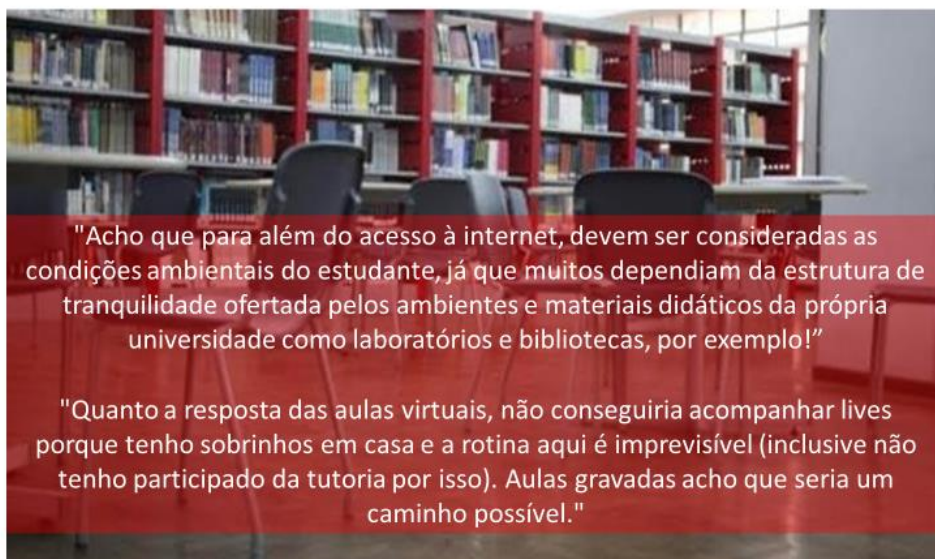 "Acho que para além do acesso à internet, devem ser consideradas as
condições ambientais do estudante, já que muitos dependiam da estrutura de
tranquilidade ofertada pelos ambientes e materiais didáticos da própria
universidade como laboratórios e bibliotecas, por exemplo!”
"Quanto a resposta das aulas virtuais, não conseguiria acompanhar lives
porque tenho sobrinhos em casa e a rotina aqui é imprevisível (inclusive não
tenho participado da tutoria por isso). Aulas gravadas acho que seria um
caminho possível."